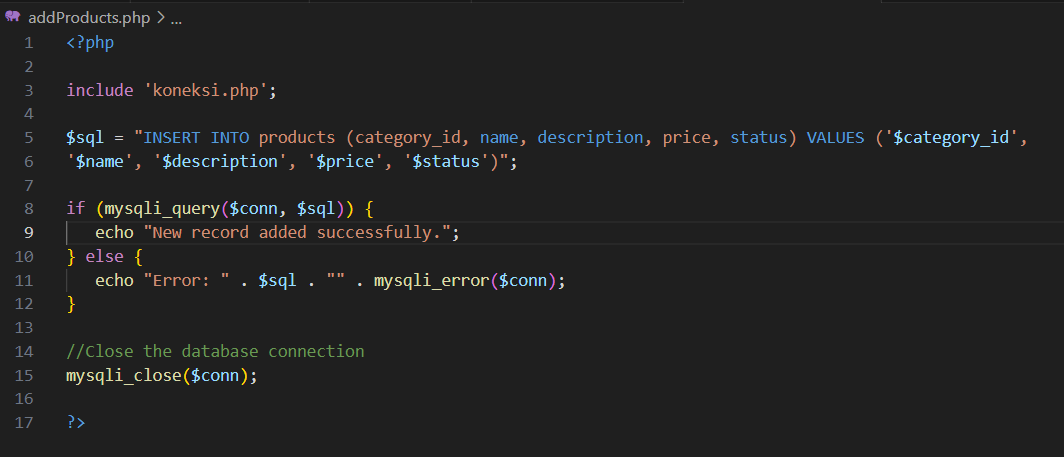 addProducts.php > ...
1 <?php
2
3 include 'koneksi.php';
4
5 $sql = "INSERT INTO products (category_id, name, description, price, status) VALUES ('$category_id',
6 '$name', '$description', '$price', '$status')";
7
8 if (mysqli_query($conn, $sql)) {
9 echo "New record added successfully.";
10 } else {
11 echo "Error: " . $sql . "" . mysqli_error($conn);
12 }
13
14 //Close the database connection
15 mysqli_close($conn);
16
17 ?>